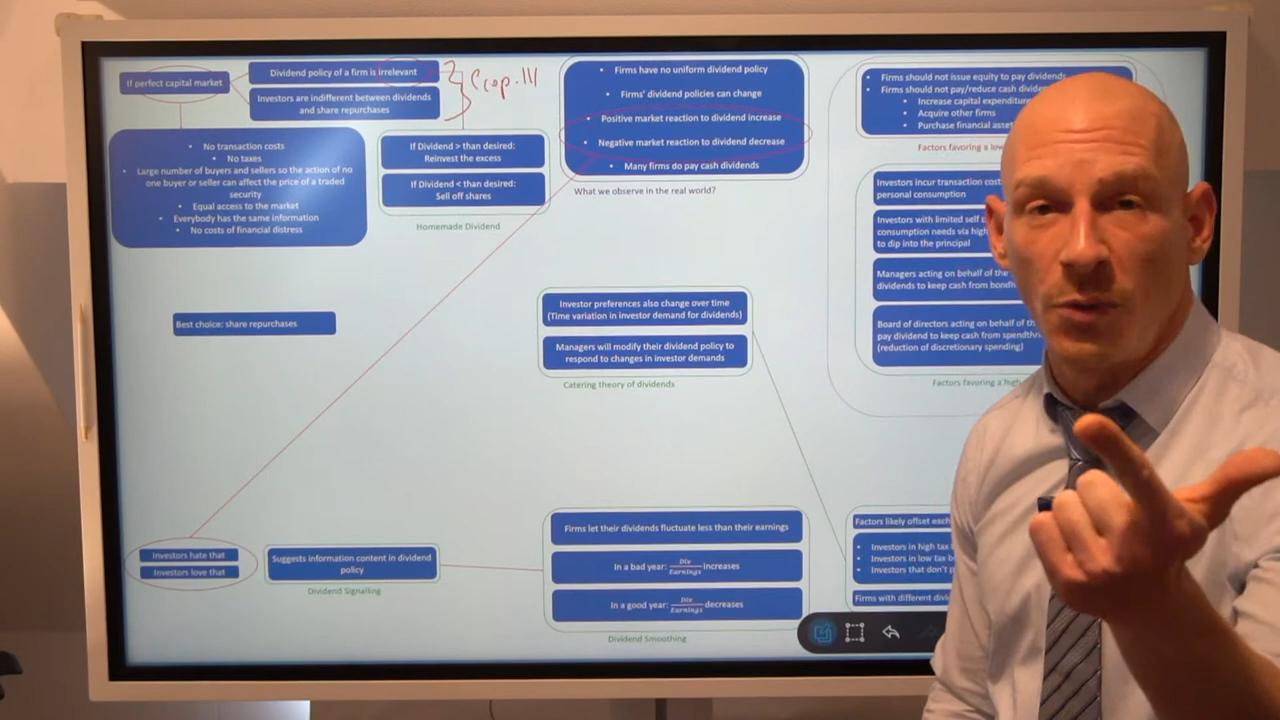 If perfect capital market
Dividend policy of a firm is irrelevant
Investors are indifferent between dividends
and share repurchases
Prop. III
• No transaction costs
• No taxes
• Large number of buyers and sellers so the action of no
one buyer or seller can affect the price of a traded
security
• Equal access to the market
• Everybody has the same information
• No costs of financial distress
If Dividend > than desired:
Reinvest the excess
If Dividend < than desired:
Sell off shares
Homemade Dividend
• Firms have no uniform dividend policy
• Firms' dividend policies can change
• Positive market reaction to dividend increase
• Negative market reaction to dividend decrease
• Many firms do pay cash dividends
What we observe in the real world?
• Firms should not issue equity to pay dividends
• Firms should not pay/reduce cash
• Increase capital
• Acquire other firms
• Purchase financial
Factors favoring a
Investors incur transaction
personal consumption
Investors with limited self
consumption needs via
to dip into the principal
Managers acting on behalf of the
dividends to keep cash from
Board of directors acting on behalf of
pay dividend to keep cash from
(reduction of discretionary spending)
Factors favoring a
Best choice: share repurchases
Investor preferences also change over time
(Time variation in investor demand for dividends)
Managers will modify their dividend policy to
respond to changes in investor demands
Catering theory of dividends
Investors hate that
Investors love that
Suggests information content in dividend
policy
Dividend Signalling
Firms let their dividends fluctuate less than their earnings
In a bad year: Div/Earnings increases
In a good year: Div/Earnings decreases
Dividend Smoothing
Factors likely offset
• Investors in high tax
• Investors in low tax
• Investors that don't
Firms with different